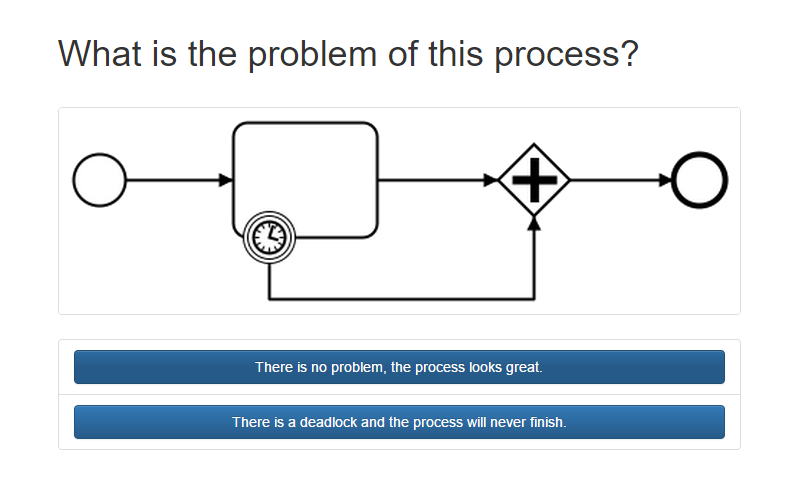 What is the problem of this process?
There is no problem, the process looks great.
There is a deadlock and the process will never finish.